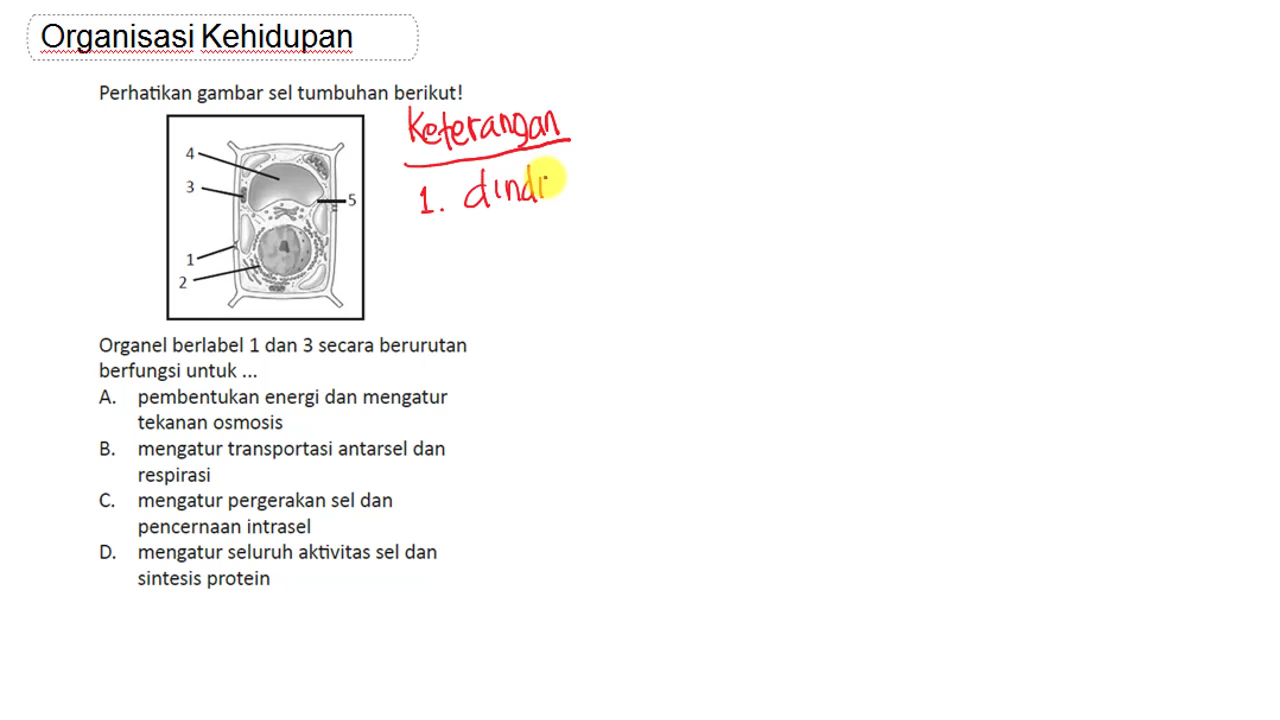 Organisasi Kehidupan
Perhatikan gambar sel tumbuhan berikut!
Keterangan
1. dindi
4
3
5
1
2
Organel berlabel 1 dan 3 secara berurutan
berfungsi untuk ...
A. pembentukan energi dan mengatur
tekanan osmosis
B. mengatur transportasi antarsel dan
respirasi
C. mengatur pergerakan sel dan
pencernaan intrasel
D. mengatur seluruh aktivitas sel dan
sintesis protein